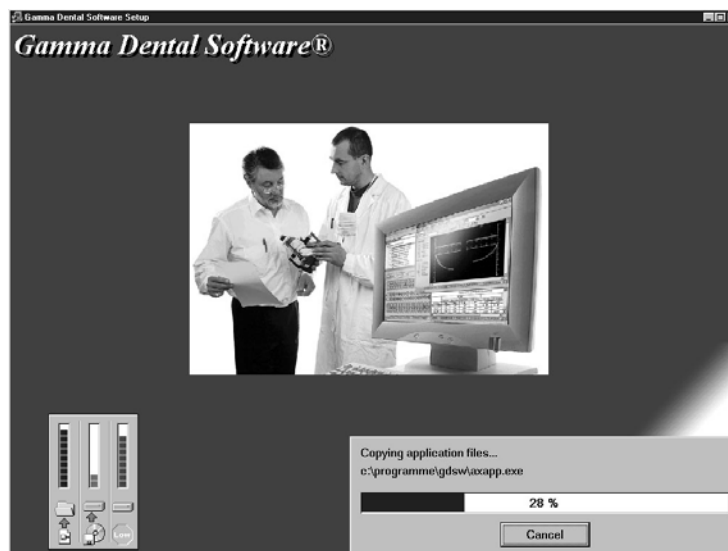 Gamma Dental Software Setup
Gamma Dental Software®
Copying application files...
c:\programme\gdsw\axapp.exe
28 %
Cancel
Low